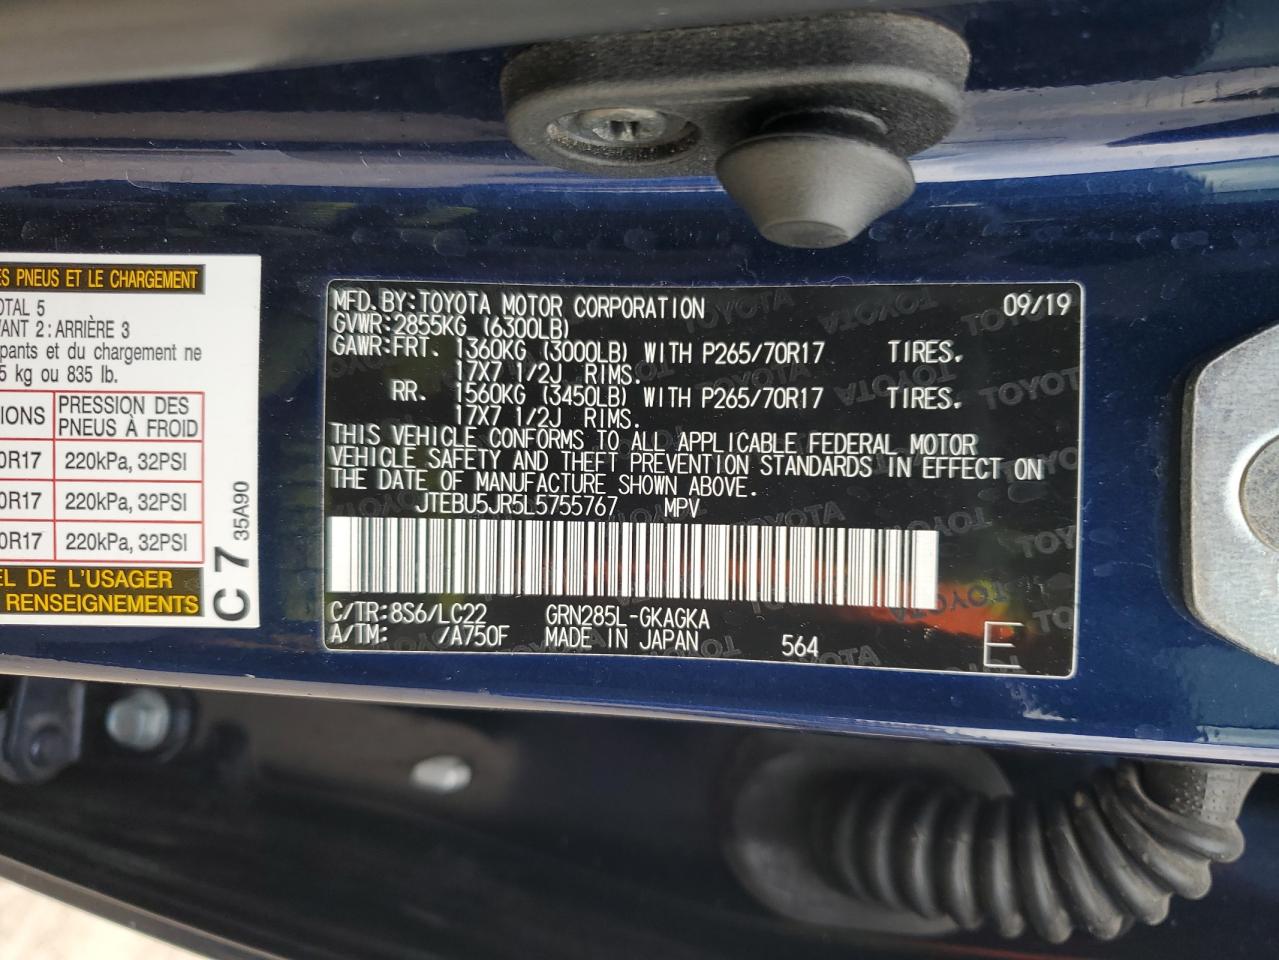 ES PNEUS ET LE CHARGEMENT
OTAL 5
VANT 2 : ARRIÈRE 3
pants et du chargement ne
5 kg ou 835 lb.
IONS PRESSION DES PNEUS À FROID
0R17 220kPa, 32PSI
0R17 220kPa, 32PSI
0R17 220kPa, 32PSI
EL DE L'USAGER
RENSEIGNEMENTS
C 7 35A90
MFD.BY:TOYOTA MOTOR CORPORATION 09/19
GVWR:2855KG (6300LB)
GAWR:FRT. 1360KG (3000LB) WITH P265/70R17 TIRES.
17X7 1/2J RIMS.
RR. 1560KG (3450LB) WITH P265/70R17 TIRES.
17X7 1/2J RIMS.
THIS VEHICLE CONFORMS TO ALL APPLICABLE FEDERAL MOTOR
VEHICLE SAFETY AND THEFT PREVENTION STANDARDS IN EFFECT ON
THE DATE OF MANUFACTURE SHOWN ABOVE.
JTEBU5JR5L5755767 MPV
C/TR:8S6/LC22 GRN285L-GKAGKA
A/TM: /A750F MADE IN JAPAN 564 E